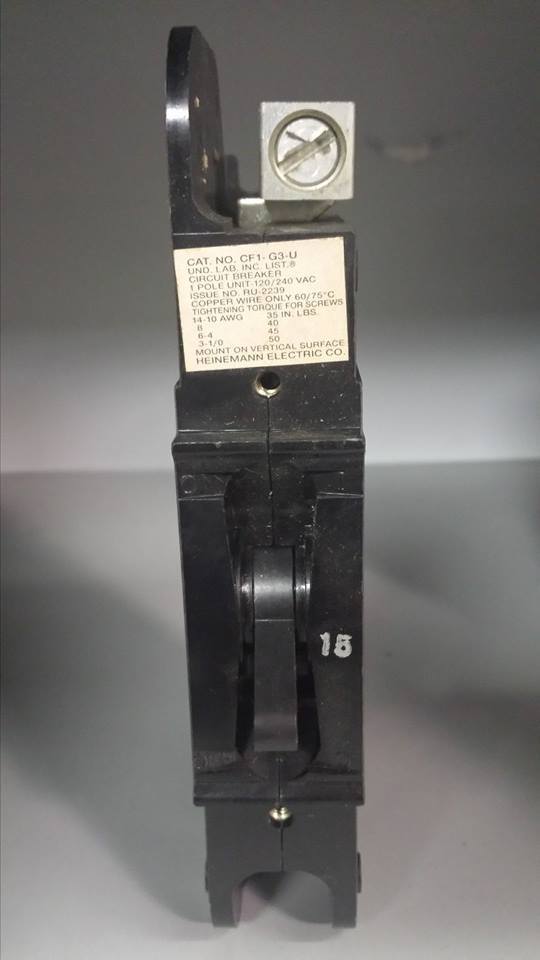 CAT. NO. CF1- G3-U
UND. LAB. INC. LIST.®
CIRCUIT BREAKER
1 POLE UNIT-120/240 VAC
ISSUE NO. RU-2239
COPPER WIRE ONLY 60/75°C
TIGHTENING TORQUE FOR SCREWS
14-10 AWG 35 IN. LBS.
8 40
6-4 45
3-1/0 50
MOUNT ON VERTICAL SURFACE
HEINEMANN ELECTRIC CO.
15